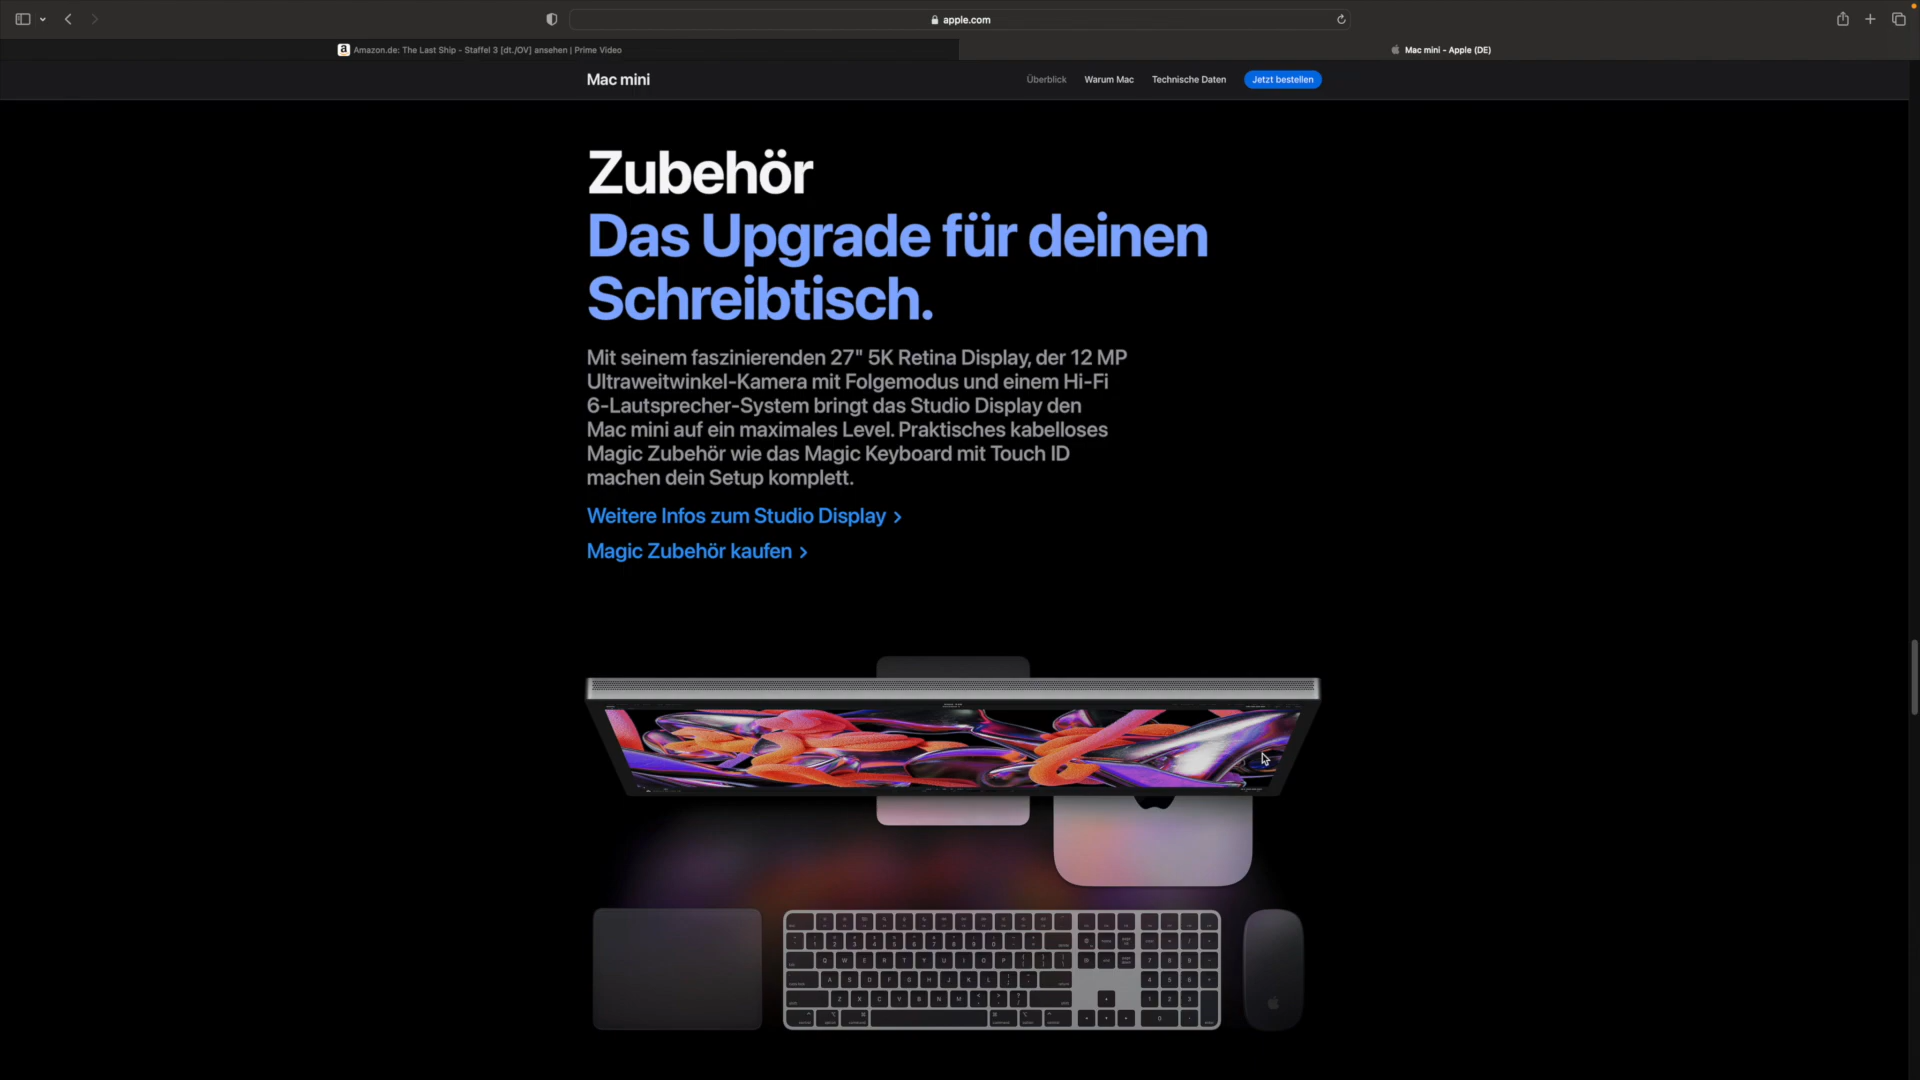 apple.com
Amazon.de: The Last Ship - Staffel 3 [dt./OV] ansehen | Prime Video
Mac mini - Apple (DE)
Mac mini
Überblick
Warum Mac
Technische Daten
Jetzt bestellen
Zubehör
Das Upgrade für deinen
Schreibtisch.
Mit seinem faszinierenden 27" 5K Retina Display, der 12 MP
Ultraweitwinkel-Kamera mit Folgemodus und einem Hi-Fi
6-Lautsprecher-System bringt das Studio Display den
Mac mini auf ein maximales Level. Praktisches kabelloses
Magic Zubehör wie das Magic Keyboard mit Touch ID
machen dein Setup komplett.
Weitere Infos zum Studio Display >
Magic Zubehör kaufen >
Q W E R T Y U I O P
A S D F G H J K L
Z X C V B N M